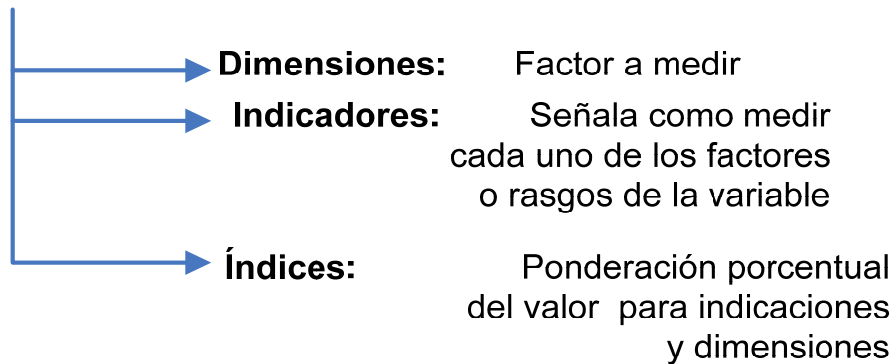 Dimensiones: Factor a medir
Indicadores: Señala como medir
cada uno de los factores
o rasgos de la variable
Índices: Ponderación porcentual
del valor para indicaciones
y dimensiones